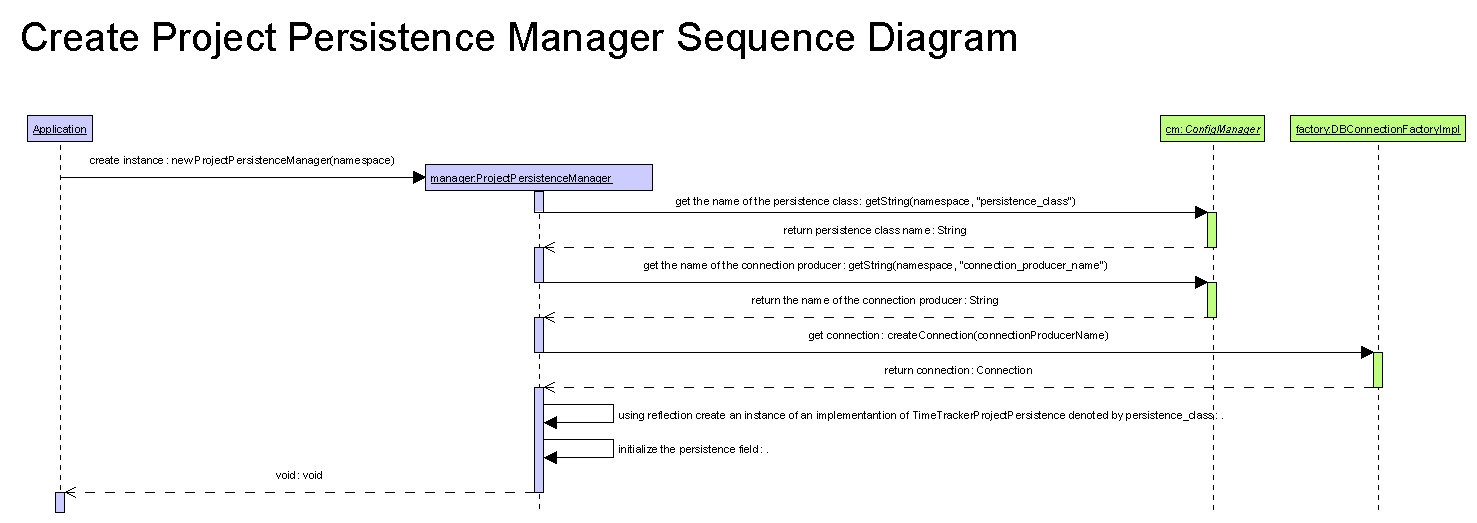 Create Project Persistence Manager Sequence Diagram
Application
cm: ConfigManager
factory:DBConnectionFactoryImpl
create instance : newProjectPersistenceManager(namespace)
manager:ProjectPersistenceManager
get the name of the persistence class : getString(namespace, "persistence_class")
return persistence class name : String
get the name of the connection producer : getString(namespace, "connection_producer_name")
return the name of the connection producer : String
get connection : createConnection(connectionProducerName)
return connection : Connection
using reflection create an instance of an implementantion of TimeTrackerProjectPersistence denoted by persistence_class : .
initialize the persistence field : .
void : void